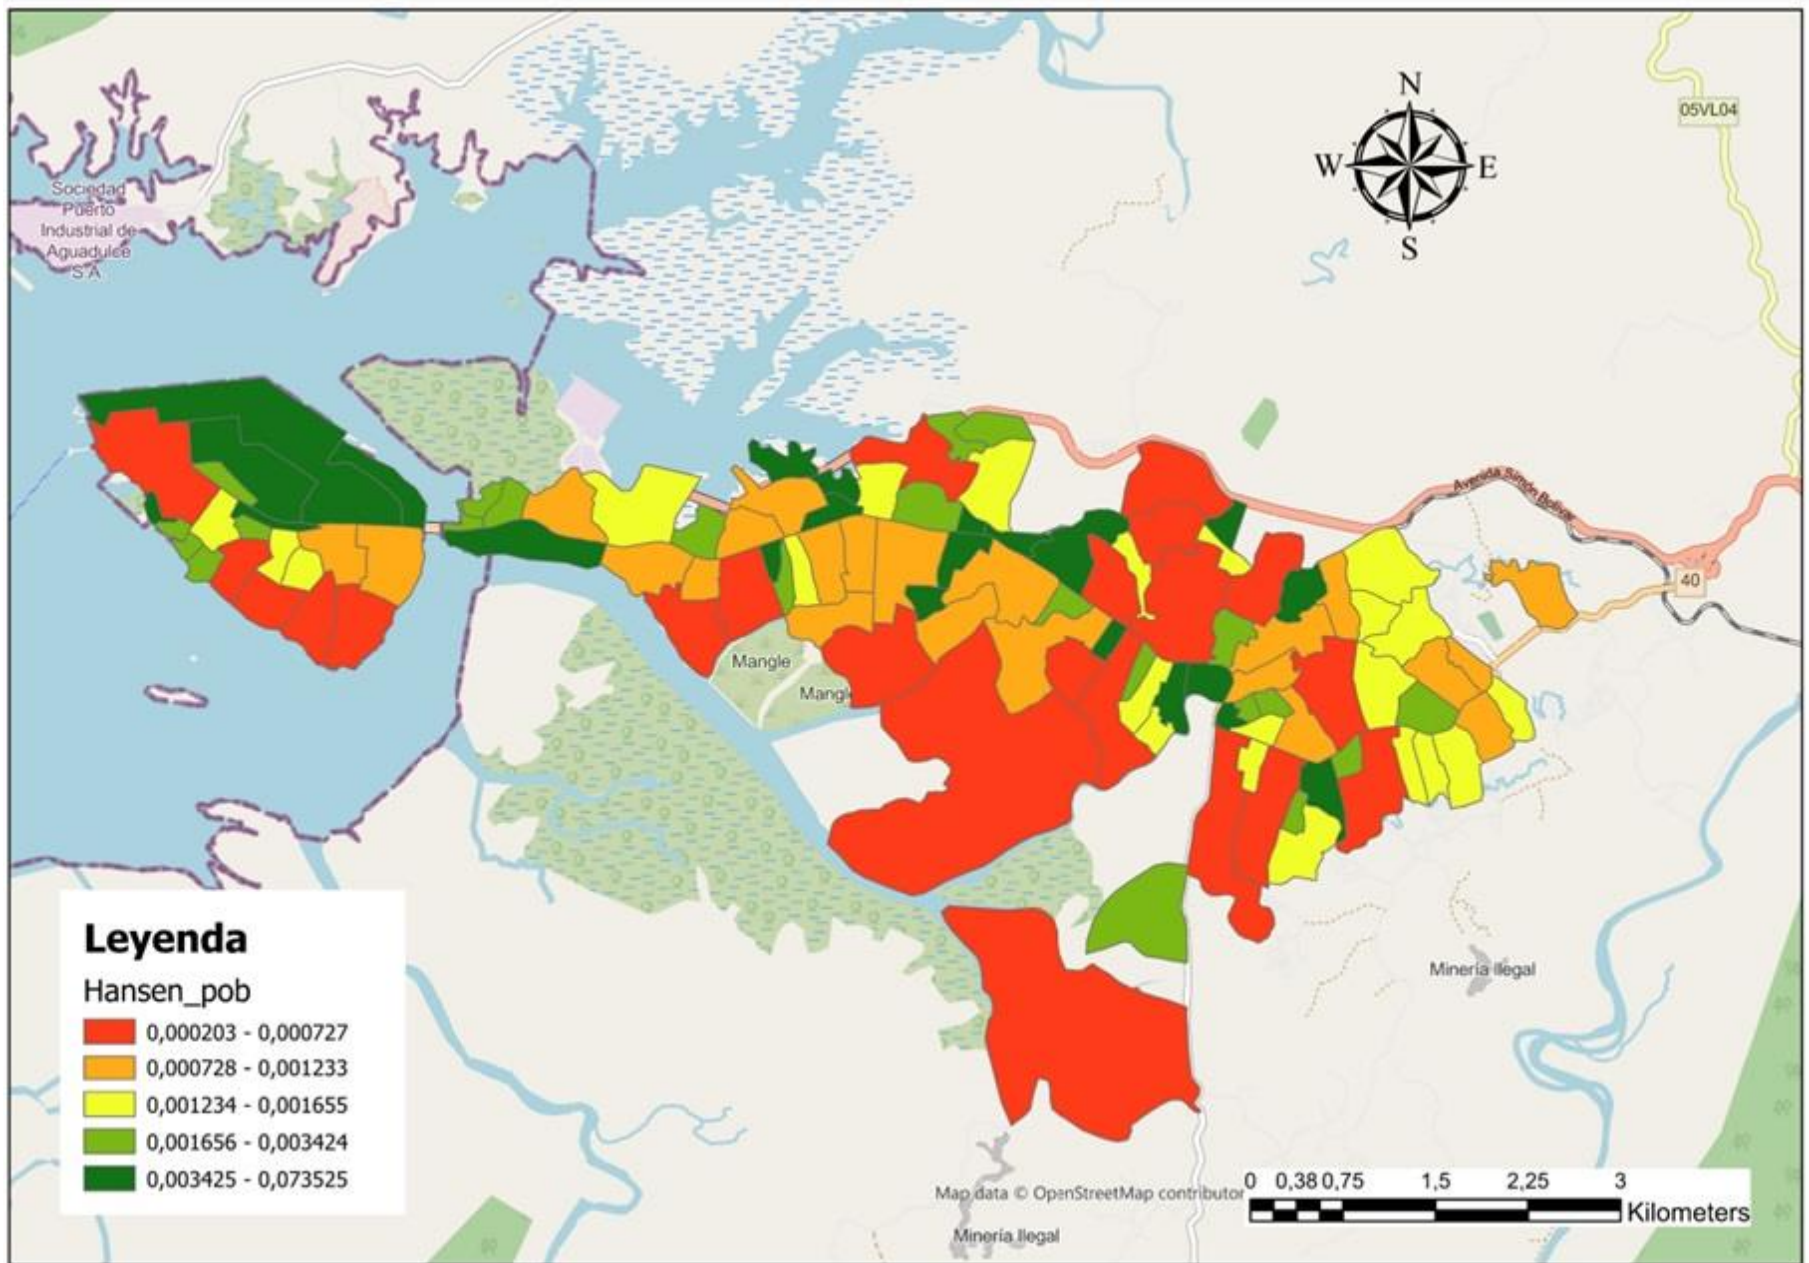 N
05VL04
W
E
S
Sociedad
Puerto
Industrial de
Aguadulce
S.A
Avenida Simón Bolívar
40
Mangle
Mangl
Leyenda
Hansen_pob
0,000203 - 0,000727
0,000728 - 0,001233
0,001234 - 0,001655
0,001656 - 0,003424
0,003425 - 0,073525
Minería Ilegal
0 0,38 0,75 1,5 2,25 3
Kilometers
Map data © OpenStreetMap contributor
Minería Ilegal